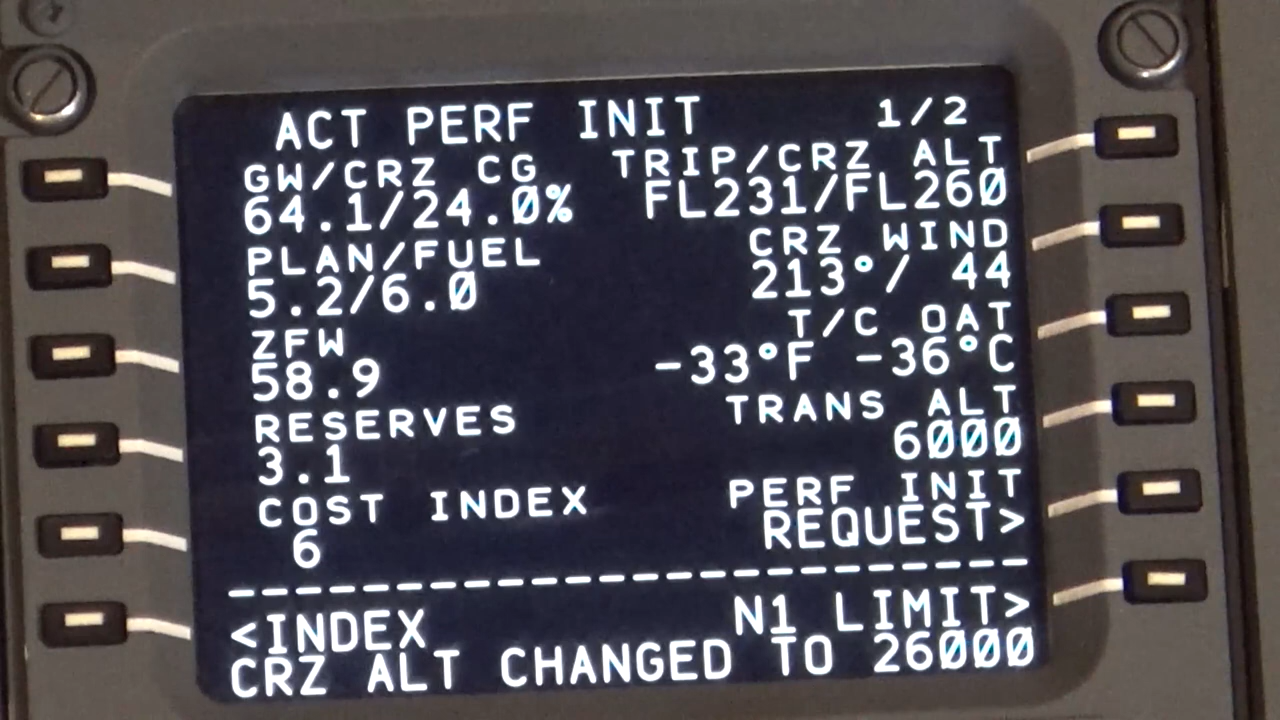 ACT PERF INIT 1/2
GW/CRZ CG TRIP/CRZ ALT
64.1/24.0% FL231/FL260
PLAN/FUEL CRZ WIND
5.2/6.0 213°/ 44
ZFW T/C OAT
58.9 -33°F -36°C
RESERVES TRANS ALT
3.1 6000
COST INDEX PERF INIT
6 REQUEST>
------------------------
<INDEX N1 LIMIT>
CRZ ALT CHANGED TO 26000